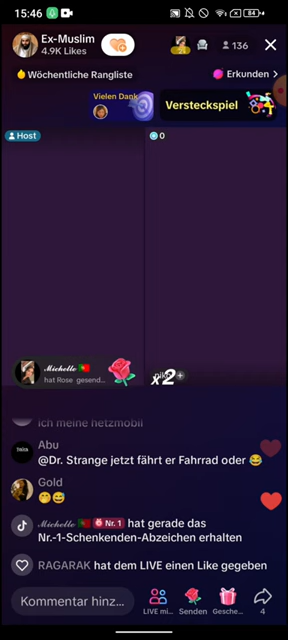 15:46
84
Ex-Muslim
4.9K Likes
136
Wöchentliche Rangliste
Erkunden >
Vielen Dank
Versteckspiel
Host
0
Michelle
hat Rose gesend...
x2
ich meine hetzmobil
Abu
@Dr. Strange jetzt fährt er Fahrrad oder 😂
Gold
🤭😅
Michelle Nr. 1 hat gerade das
Nr.-1-Schenkenden-Abzeichen erhalten
RAGARAK hat dem LIVE einen Like gegeben
Kommentar hinz...
LIVE mi...
Senden
Gesche...
4